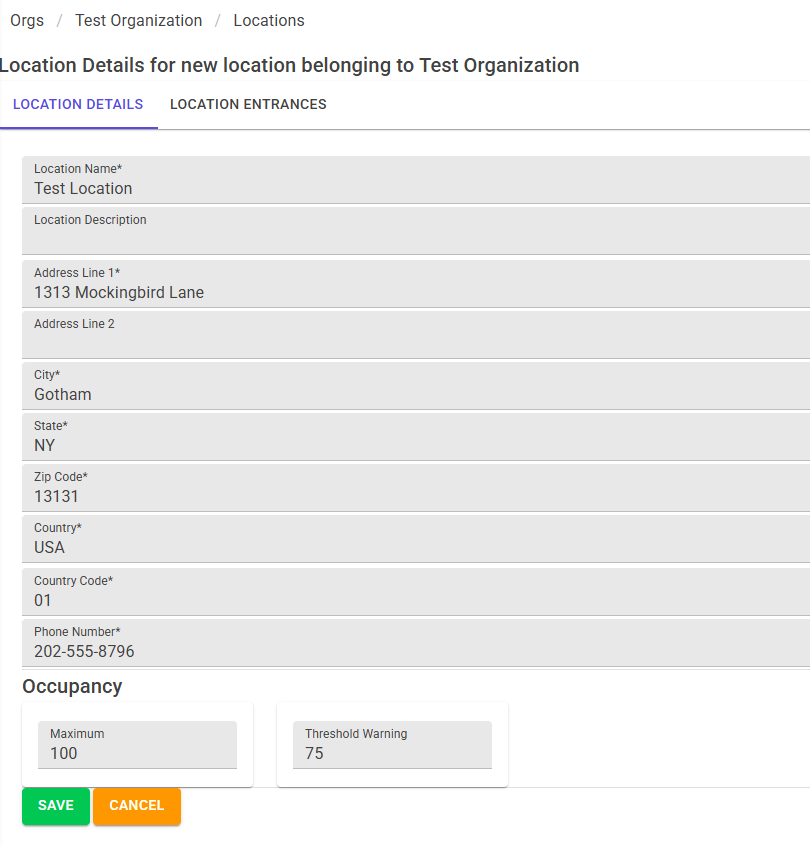 Orgs / Test Organization / Locations
Location Details for new location belonging to Test Organization
LOCATION DETAILS LOCATION ENTRANCES
Location Name*
Test Location
Location Description
Address Line 1*
1313 Mockingbird Lane
Address Line 2
City*
Gotham
State*
NY
Zip Code*
13131
Country*
USA
Country Code*
01
Phone Number*
202-555-8796
Occupancy
Maximum Threshold Warning
100 75
SAVE CANCEL